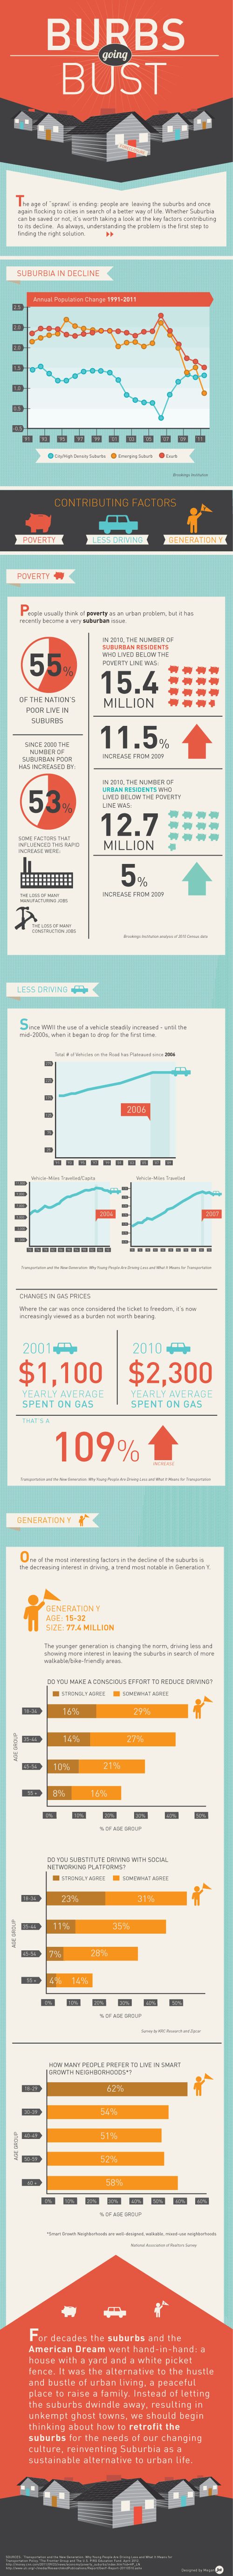 BURBS
going
BUST
The age of "sprawl" is ending: people are leaving the suburbs and once
again flocking to cities in search of a better way of life. Whether Suburbia
can be saved or not, it's worth taking a look at the key factors contributing
to its decline. As always, understanding the problem is the first step to
finding the right solution.
SUBURBIA IN DECLINE
Annual Population Change 1991-2011
City/High Density Suburbs
Emerging Suburb
Exurb
Brookings Institution
CONTRIBUTING FACTORS
POVERTY
LESS DRIVING
GENERATION Y
POVERTY
People usually think of poverty as an urban problem, but it has
recently become a very suburban issue.
55%
OF THE NATION'S
POOR LIVE IN
SUBURBS
SINCE 2000 THE
NUMBER OF
SUBURBAN POOR
HAS INCREASED BY:
53%
SOME FACTORS THAT
INFLUENCED THIS RAPID
INCREASE WERE:
THE LOSS OF MANY
MANUFACTURING JOBS
THE LOSS OF MANY
CONSTRUCTION JOBS
IN 2010, THE NUMBER OF
SUBURBAN RESIDENTS
WHO LIVED BELOW THE
POVERTY LINE WAS:
15.4
MILLION
11.5%
INCREASE FROM 2009
IN 2010, THE NUMBER OF
URBAN RESIDENTS WHO
LIVED BELOW THE POVERTY
LINE WAS:
12.7
MILLION
5%
INCREASE FROM 2009
Brookings Institution analysis of 2010 Census data
LESS DRIVING
Since WWII the use of a vehicle steadily increased - until the
mid-2000s, when it began to drop for the first time.
Total # of Vehicles on the Road has Plateaued since 2006
2006
Vehicle-Miles Travelled/Capita
2004
Vehicle-Miles Travelled
2007
Transportation and the New Generation: Why Young People Are Driving Less and What It Means for Transportation
CHANGES IN GAS PRICES
Where the car was once considered the ticket to freedom, it's now
increasingly viewed as a burden not worth bearing.
2001
$1,100
YEARLY AVERAGE
SPENT ON GAS
2010
$2,300
YEARLY AVERAGE
SPENT ON GAS
THAT'S A
109%
INCREASE
Transportation and the New Generation: Why Young People Are Driving Less and What It Means for Transportation
GENERATION Y
One of the most interesting factors in the decline of the suburbs is
the decreasing interest in driving, a trend most notable in Generation Y.
GENERATION Y
AGE: 15-32
SIZE: 77.4 MILLION
The younger generation is changing the norm, driving less and
showing more interest in leaving the suburbs in search of more
walkable/bike-friendly areas.
DO YOU MAKE A CONSCIOUS EFFORT TO REDUCE DRIVING?
STRONGLY AGREE
SOMEWHAT AGREE
AGE GROUP
18-34 16% 29%
35-44 14% 27%
45-54 10% 21%
55 + 8% 16%
0% 10% 20% 30% 40% 50%
% OF AGE GROUP
DO YOU SUBSTITUTE DRIVING WITH SOCIAL
NETWORKING PLATFORMS?
STRONGLY AGREE
SOMEWHAT AGREE
AGE GROUP
18-34 23% 31%
35-44 11% 35%
45-54 7% 28%
55 + 4% 14%
0% 10% 20% 30% 40% 50%
% OF AGE GROUP
Survey by KRC Research and Zipcar
HOW MANY PEOPLE PREFER TO LIVE IN SMART
GROWTH NEIGHBORHOODS*?
AGE GROUP
18-29 62%
30-39 54%
40-49 51%
50-59 52%
60 + 58%
% OF AGE GROUP
*Smart Growth Neighborhoods are well-designed, walkable, mixed-use neighborhoods.
National Association of Realtors Survey
For decades the suburbs and the
American Dream went hand-in-hand: a
house with a yard and a white picket
fence. It was the alternative to the hustle
and bustle of urban living, a peaceful
place to raise a family. Instead of letting
the suburbs dwindle away, resulting in
unkempt ghost towns, we should begin
thinking about how to retrofit the
suburbs for the needs of our changing
culture, reinventing Suburbia as a
sustainable alternative to urban life.
Designed by